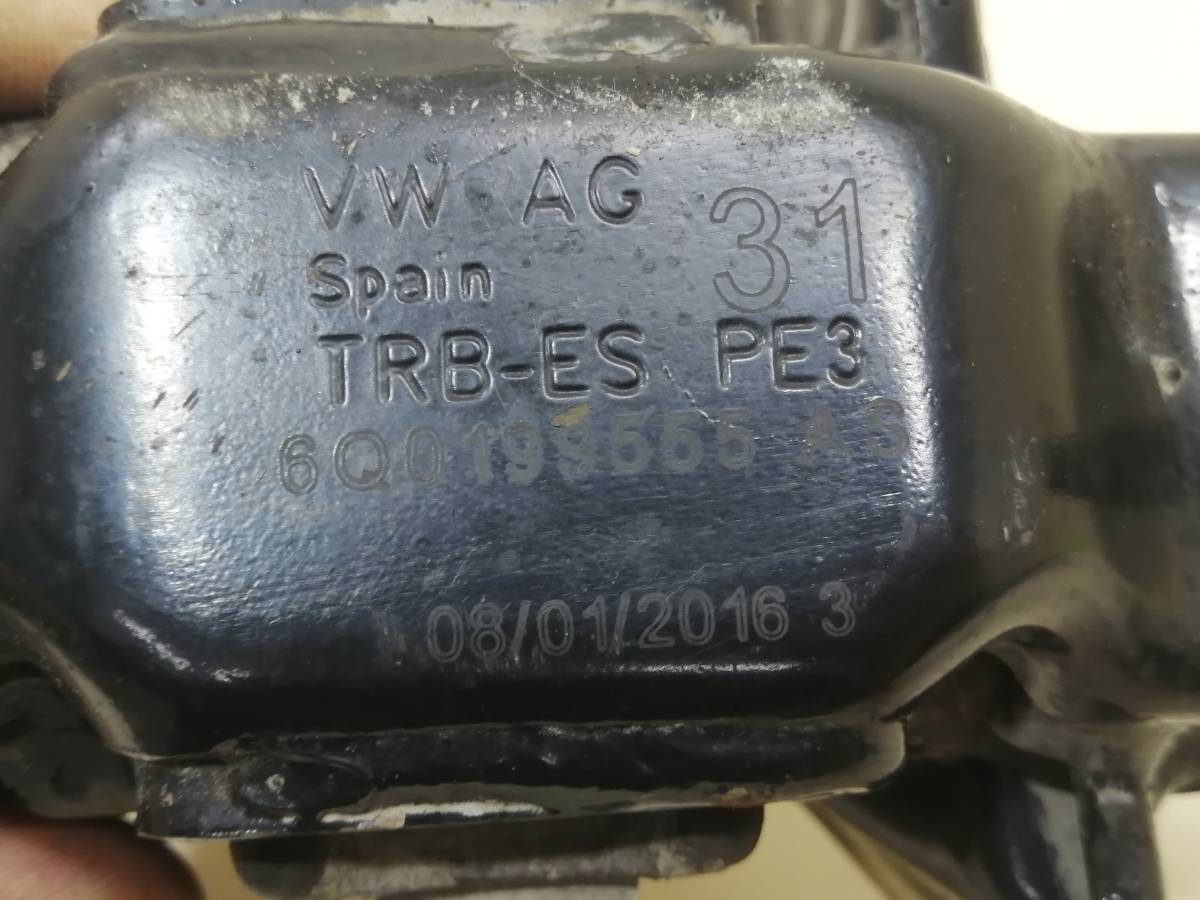 VW AG 31
Spain
TRB-ES PE3
6Q0199555 AS
08/01/2016 3